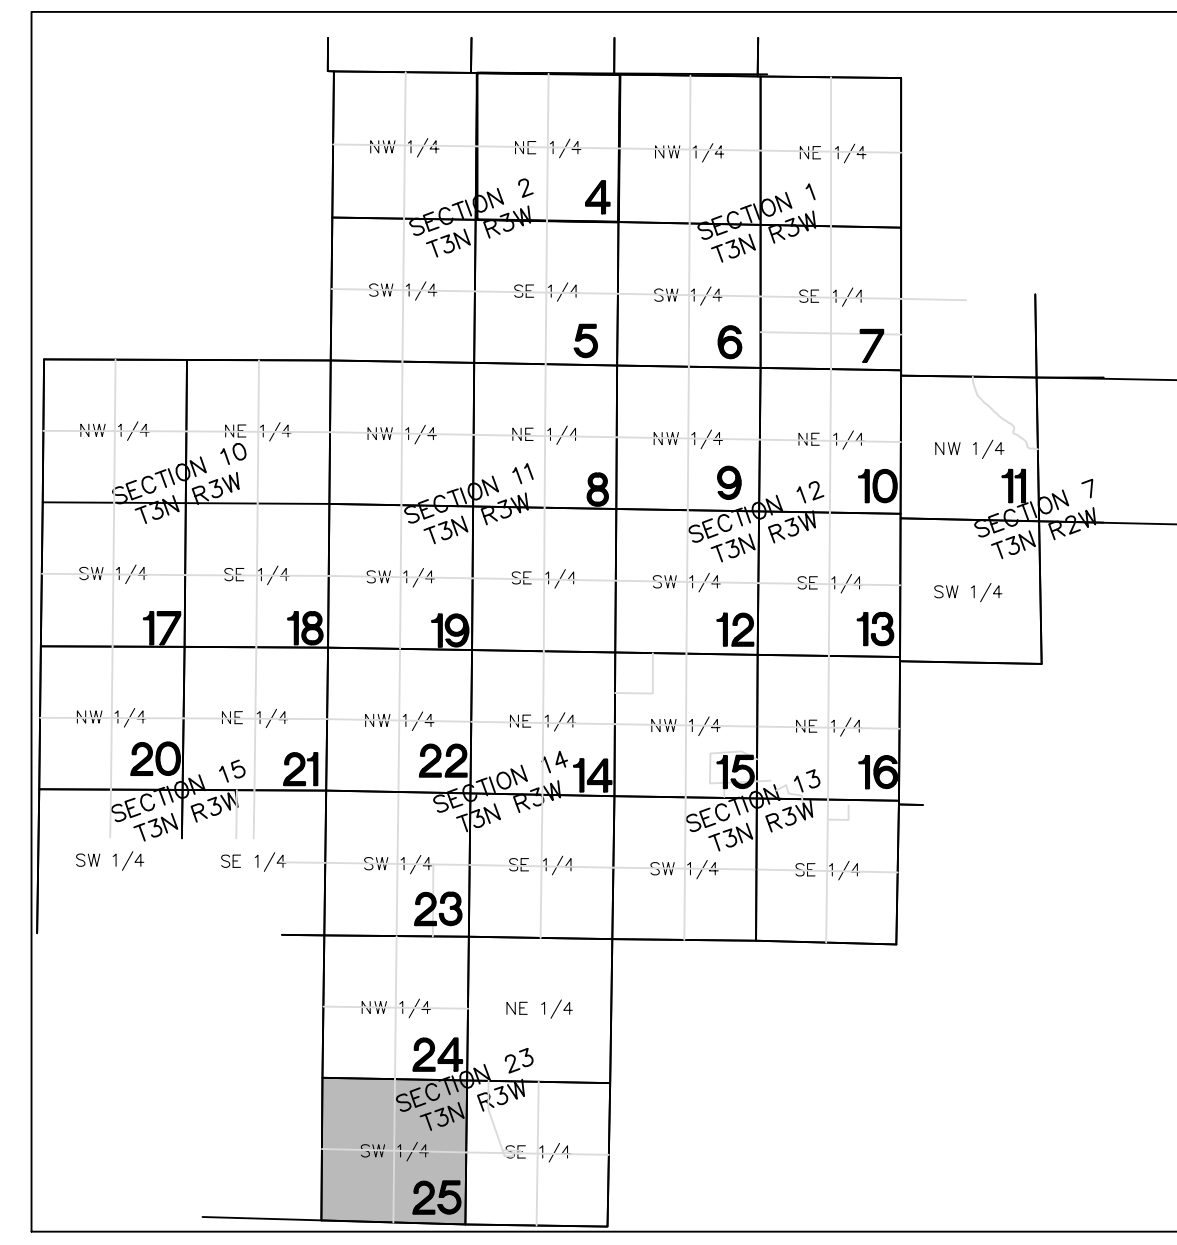 NW 1/4
NE 1/4
NW 1/4
NE 1/4
4
SECTION 2
T3N R3W
SECTION 1
T3N R3W
SW 1/4
SE 1/4
SW 1/4
SE 1/4
5
6
7
NW 1/4
NE 1/4
NW 1/4
NE 1/4
NW 1/4
NE 1/4
NW 1/4
8
9
10
11
SECTION 10
T3N R3W
SECTION 11
T3N R3W
SECTION 12
T3N R3W
SECTION 7
T3N R2W
SW 1/4
SE 1/4
SW 1/4
SE 1/4
SW 1/4
SE 1/4
SW 1/4
17
18
19
12
13
NW 1/4
NE 1/4
NW 1/4
NE 1/4
NW 1/4
NE 1/4
20
21
22
14
15
16
SECTION 15
T3N R3W
SECTION 14
T3N R3W
SECTION 13
T3N R3W
SW 1/4
SE 1/4
SW 1/4
SE 1/4
SW 1/4
SE 1/4
23
NW 1/4
NE 1/4
24
SECTION 23
T3N R3W
SW 1/4
SE 1/4
25